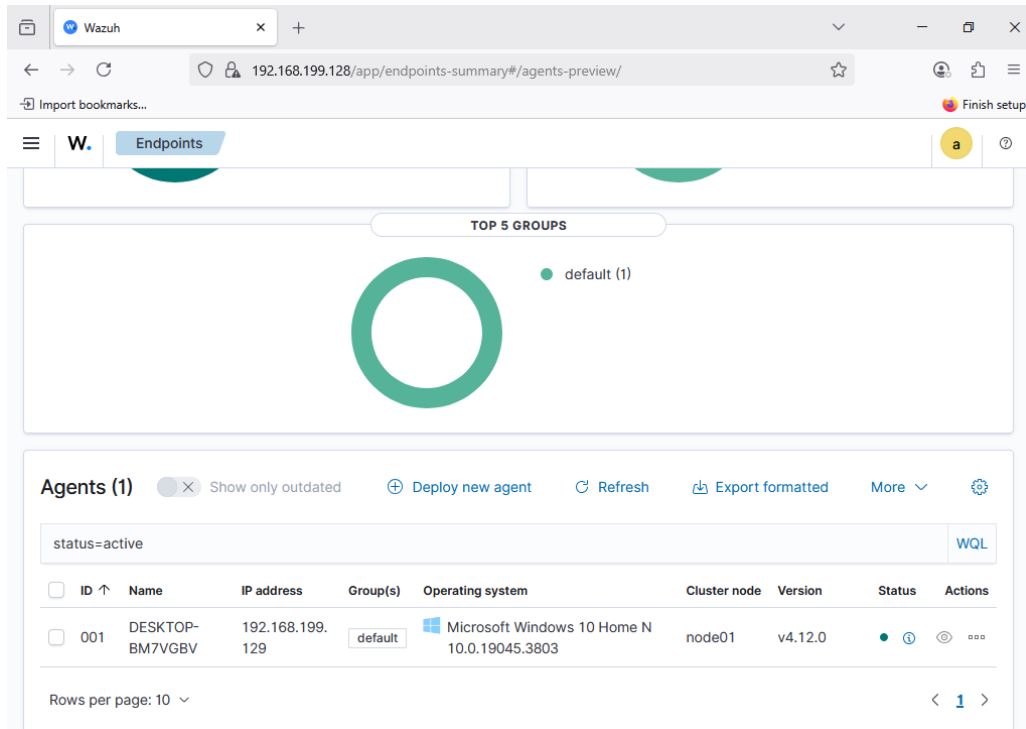 Wazuh
192.168.199.128/app/endpoints-summary#/agents-preview/
Import bookmarks...
Finish setup
W.
Endpoints
a
TOP 5 GROUPS
default (1)
Agents (1)
Show only outdated
Deploy new agent
Refresh
Export formatted
More
status=active
WQL
ID Name IP address Group(s) Operating system Cluster node Version Status Actions
001 DESKTOP- 192.168.199. default Microsoft Windows 10 Home N node01 v4.12.0
BM7VGBV 129 10.0.19045.3803
Rows per page: 10
1